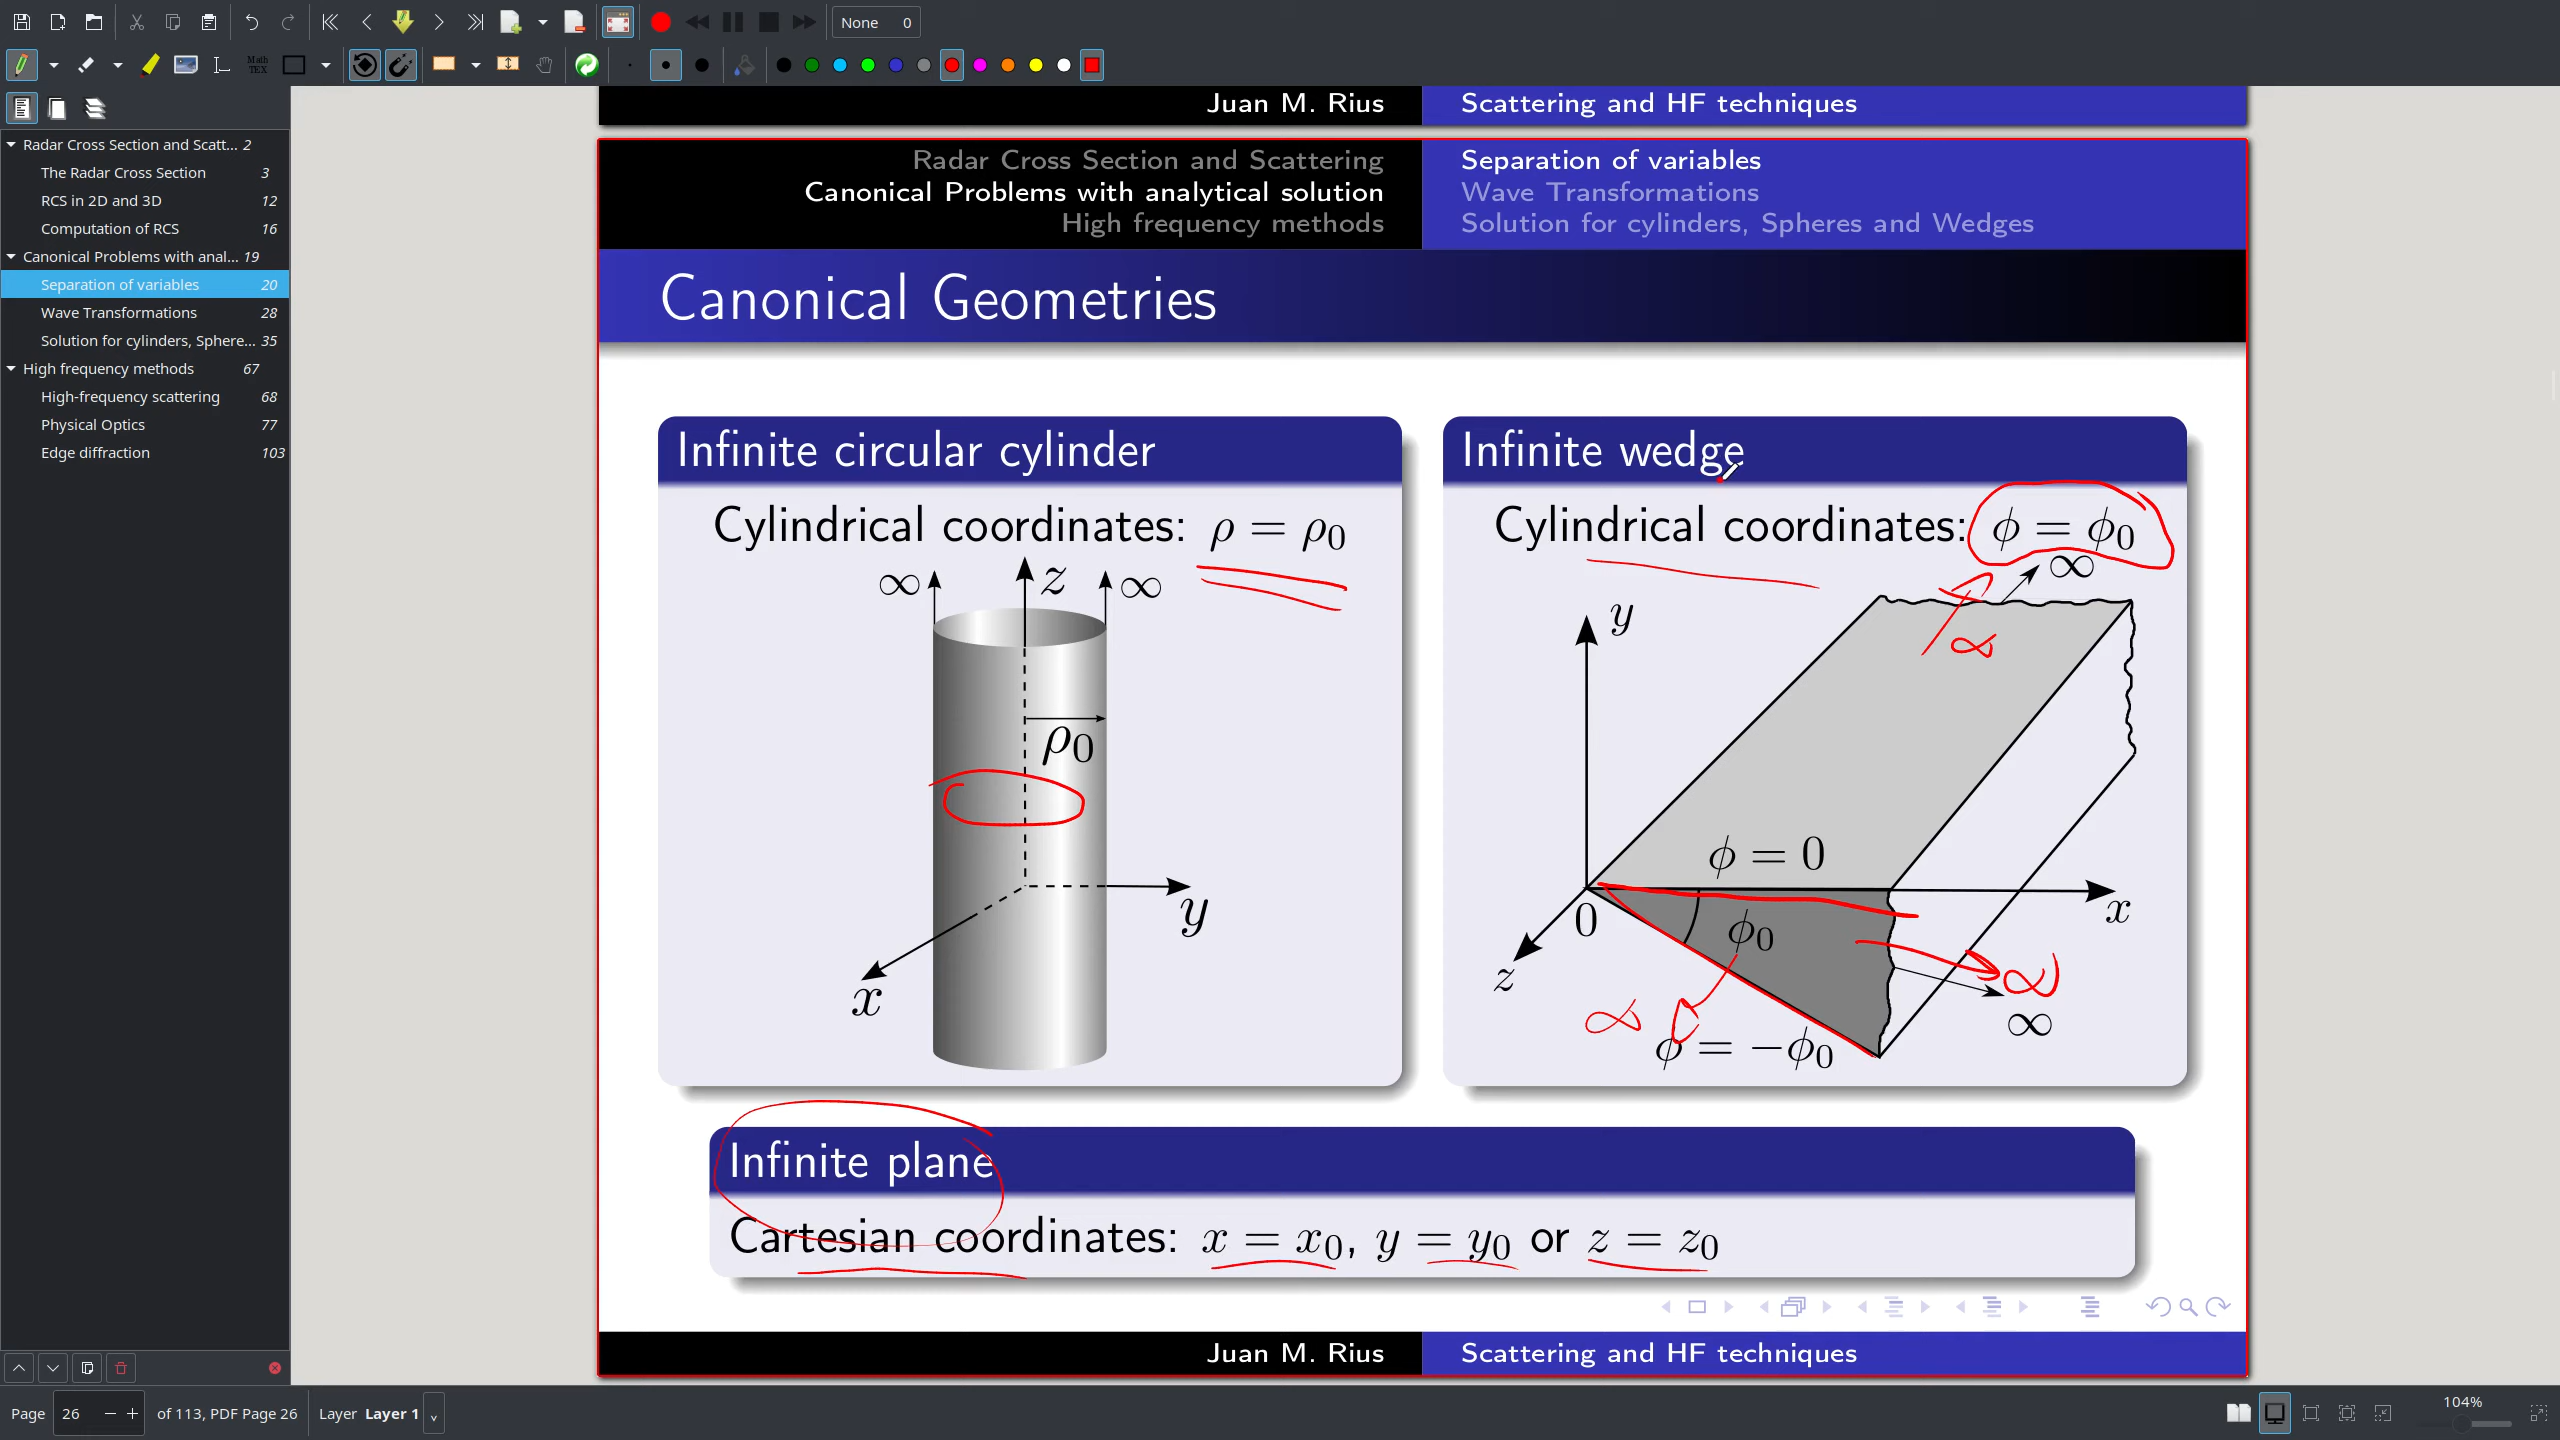 None 0
Math
TEX
Radar Cross Section and Scatt... 2
The Radar Cross Section 3
RCS in 2D and 3D 12
Computation of RCS 16
Canonical Problems with anal... 19
Separation of variables 20
Wave Transformations 28
Solution for cylinders, Sphere... 35
High frequency methods 67
High-frequency scattering 68
Physical Optics 77
Edge diffraction 103
Juan M. Rius Scattering and HF techniques
Radar Cross Section and Scattering
Canonical Problems with analytical solution
High frequency methods
Separation of variables
Wave Transformations
Solution for cylinders, Spheres and Wedges
Canonical Geometries
Infinite circular cylinder
Cylindrical coordinates: ρ = ρ₀
∞ z ∞
ρ₀
y
x
Infinite wedge
Cylindrical coordinates: ϕ = ϕ₀
∞
y
∞
ϕ = 0
0
ϕ₀
x
z
∞
∞
∞
ϕ = −ϕ₀
Infinite plane
Cartesian coordinates: x = x₀, y = y₀ or z = z₀
Juan M. Rius Scattering and HF techniques
Page 26 − + of 113, PDF Page 26 Layer Layer 1
104%